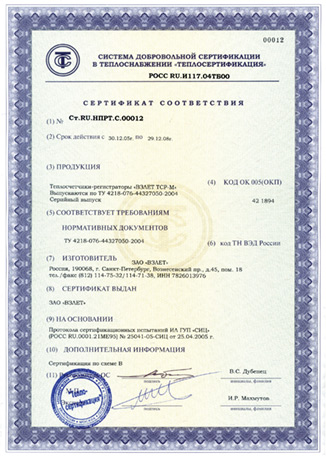 00012
СИСТЕМА ДОБРОВОЛЬНОЙ СЕРТИФИКАЦИИ
В ТЕПЛОСНАБЖЕНИИ «ТЕПЛОСЕРТИФИКАЦИЯ»
РОСС RU.И117.04ТБ00
СЕРТИФИКАТ СООТВЕТСТВИЯ
(1) № Ст.RU.НПРТ.С.00012
(2) Срок действия с 30.12.05г по 29.12.08г.
(3) ПРОДУКЦИЯ
Теплосчетчики-регистраторы «ВЗЛЕТ ТСР-М»
Выпускаются по ТУ 4218-076-44327050-2004
Серийный выпуск
(4) КОД ОК 005(ОКП)
42 1894
(5) СООТВЕТСТВУЕТ ТРЕБОВАНИЯМ
НОРМАТИВНЫХ ДОКУМЕНТОВ
ТУ 4218-076-44327050-2004
(6) код ТН ВЭД России
(7) ИЗГОТОВИТЕЛЬ ЗАО «ВЗЛЕТ»
Россия, 190068, г. Санкт-Петербург, Вознесенский пр., д.45, пом. 18
тел./факс (812) 114-75-32/114-71-38, ИНН 7826013976
(8) СЕРТИФИКАТ ВЫДАН
ЗАО «ВЗЛЕТ»
(9) НА ОСНОВАНИИ
Протокола сертификационных испытаний ИЛ ГУП «СИЦ»
(РОСС RU.0001.21МЕ95) № 25041-05-СИЦ от 25.04.2005 г.
(10) ДОПОЛНИТЕЛЬНАЯ ИНФОРМАЦИЯ
Сертификация по схеме В
(11)
подпись
В.С. Дубенец
Тепло-
сертификация
подпись
И.Р. Махмутов